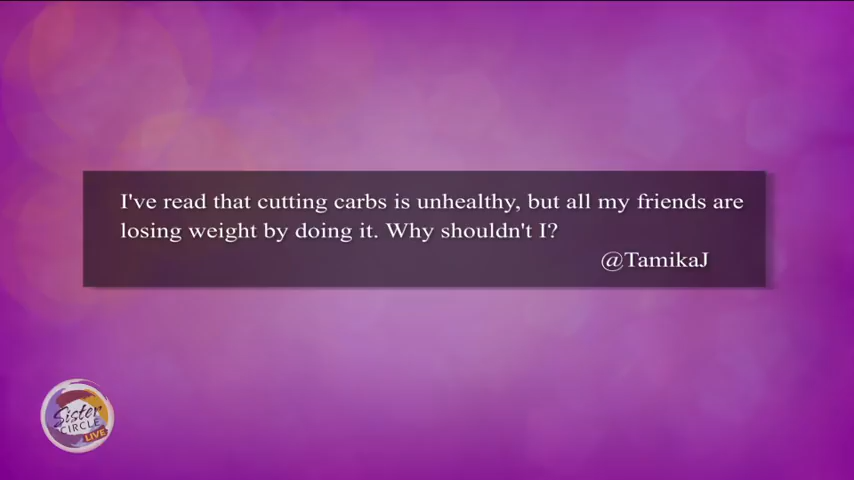 I've read that cutting carbs is unhealthy, but all my friends are
losing weight by doing it. Why shouldn't I?
@TamikaJ
Sister
CIRCLE
LIVE